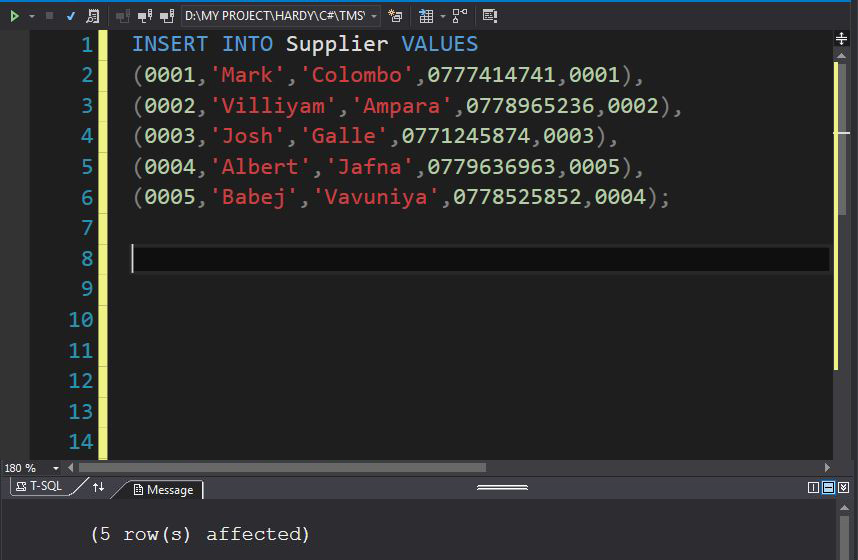 D:\MY PROJECT\HARDY\C#\TMS\
1 INSERT INTO Supplier VALUES
2 (0001,'Mark','Colombo',0777414741,0001),
3 (0002,'Villiyam','Ampara',0778965236,0002),
4 (0003,'Josh','Galle',0771245874,0003),
5 (0004,'Albert','Jafna',0779636963,0005),
6 (0005,'Babej','Vavuniya',0778525852,0004);
7
8
9
10
11
12
13
14
180 %
T-SQL Message
(5 row(s) affected)